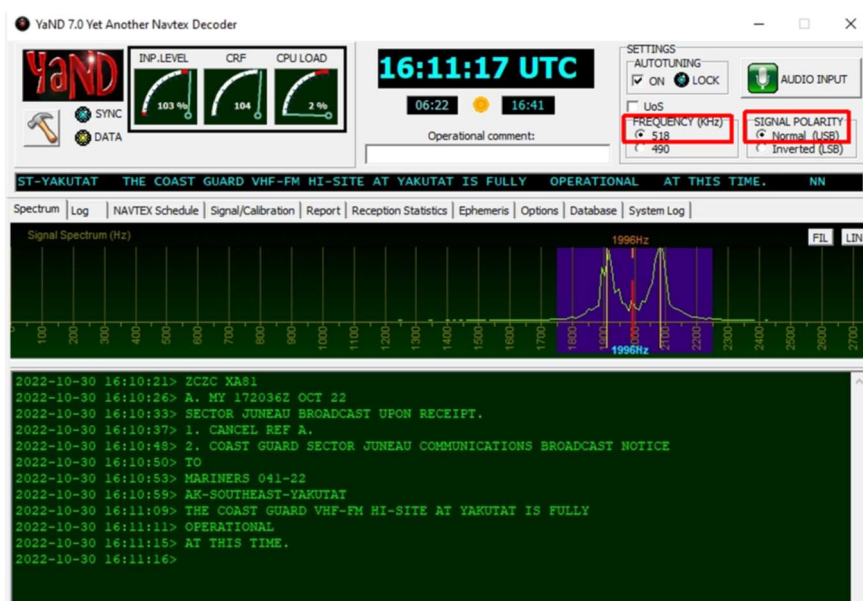 YaND 7.0 Yet Another Navtex Decoder
YaND
INP.LEVEL CRF CPU LOAD
103 % 104 2 %
SYNC
DATA
16:11:17 UTC
06:22 16:41
Operational comment:
SETTINGS
AUTOTUNING
ON LOCK
UoS
FREQUENCY (KHz)
518
490
AUDIO INPUT
SIGNAL POLARITY
Normal (USB)
Inverted (LSB)
ST-YAKUTAT THE COAST GUARD VHF-FM HI-SITE AT YAKUTAT IS FULLY OPERATIONAL AT THIS TIME. NN
Spectrum Log NAVTEX Schedule Signal/Calibration Report Reception Statistics Ephemeris Options Database System Log
Signal Spectrum (Hz)
1996Hz
FIL LIN
0 100 200 300 400 500 600 700 800 900 1000 1100 1200 1300 1400 1500 1600 1700 1800 1900 2000 2100 2200 2300 2400 2500 2600 2700
1996Hz
2022-10-30 16:10:21> ZCZC XA81
2022-10-30 16:10:26> A. MY 172036Z OCT 22
2022-10-30 16:10:33> SECTOR JUNEAU BROADCAST UPON RECEIPT.
2022-10-30 16:10:37> 1. CANCEL REF A.
2022-10-30 16:10:48> 2. COAST GUARD SECTOR JUNEAU COMMUNICATIONS BROADCAST NOTICE
2022-10-30 16:10:50> TO
2022-10-30 16:10:53> MARINERS 041-22
2022-10-30 16:10:59> AK-SOUTHEAST-YAKUTAT
2022-10-30 16:11:09> THE COAST GUARD VHF-FM HI-SITE AT YAKUTAT IS FULLY
2022-10-30 16:11:11> OPERATIONAL
2022-10-30 16:11:15> AT THIS TIME.
2022-10-30 16:11:16>